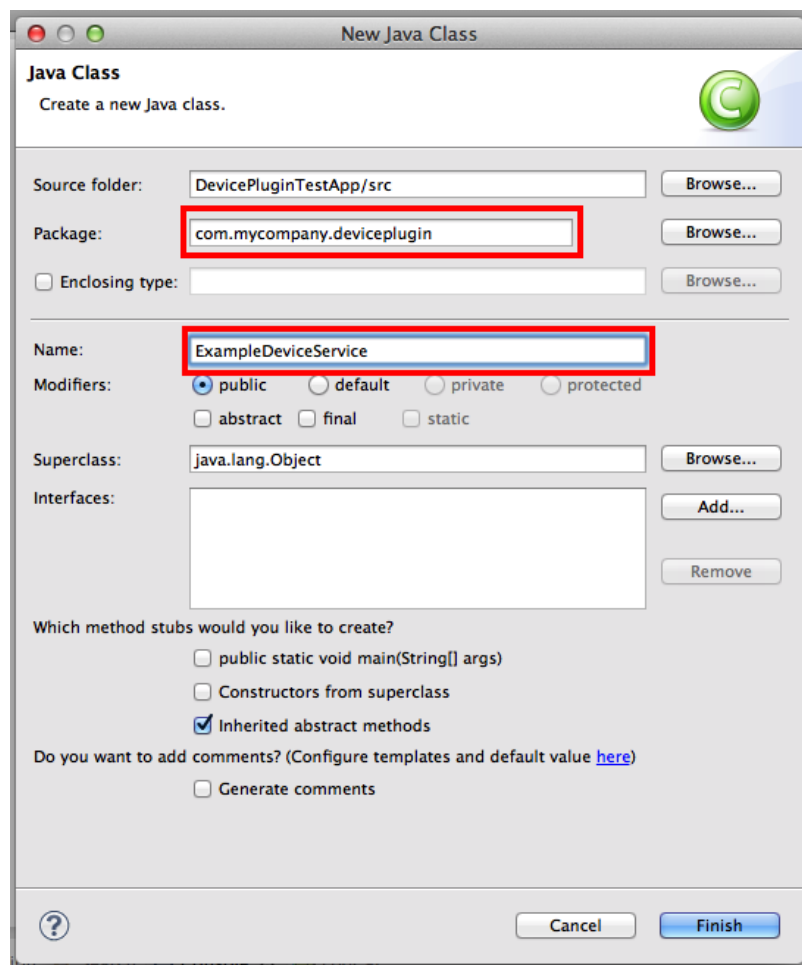 New Java Class
Java Class
Create a new Java class.
C
Source folder: DevicePluginTestApp/src Browse...
Package: com.mycompany.deviceplugin Browse...
Enclosing type: Browse...
Name: ExampleDeviceService
Modifiers: public default private protected
abstract final static
Superclass: java.lang.Object Browse...
Interfaces: Add...
Remove
Which method stubs would you like to create?
public static void main(String[] args)
Constructors from superclass
Inherited abstract methods
Do you want to add comments? (Configure templates and default value here)
Generate comments
? Cancel Finish